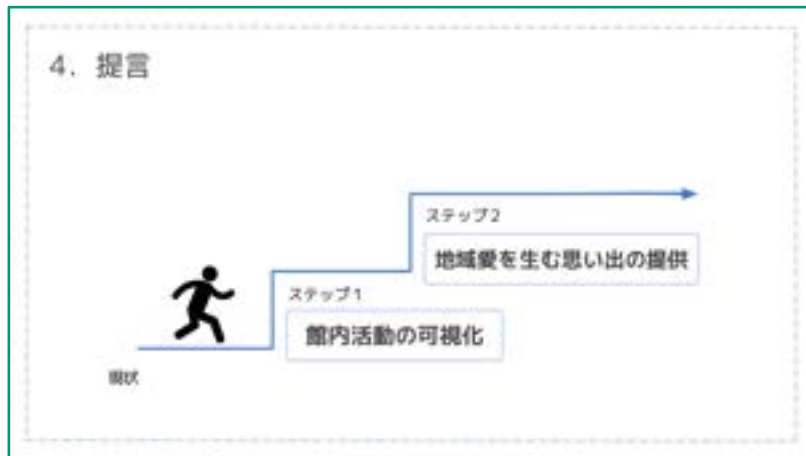 4．提言
ステップ2
地域愛を生む思い出の提供
ステップ1
館内活動の可視化
現状